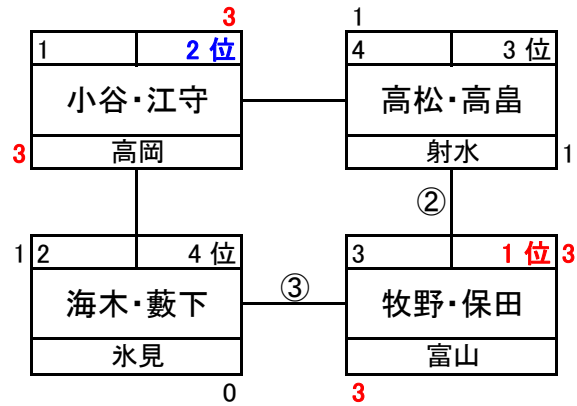 3 1
1 2 位 4 3 位
小谷・江守 高松・高畠
3 高岡 射水 1
②
1 2 4 位 3 1 位 3
海木・藪下 ③ 牧野・保田
氷見 富山
0 3